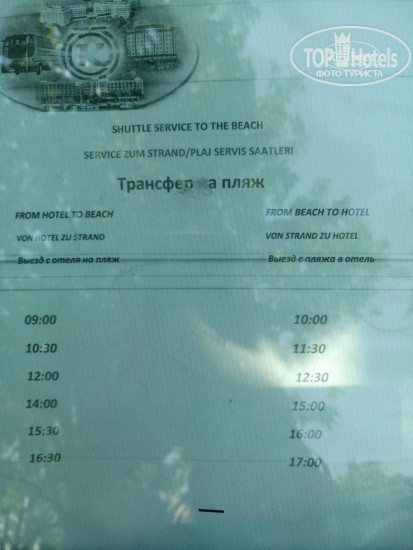 TOP Hotels
ФОТО ТУРИСТА
SHUTTLE SERVICE TO THE BEACH
SERVICE ZUM STRAND/PLAJ SERVIS SAATLERI
Трансфер на пляж
FROM HOTEL TO BEACH FROM BEACH TO HOTEL
VON HOTEL ZU STRAND VON STRAND ZU HOTEL
Выезд с отеля на пляж Выезд с пляжа в отель
09:00 10:00
10:30 11:30
12:00 12:30
14:00 15:00
15:30 16:00
16:30 17:00